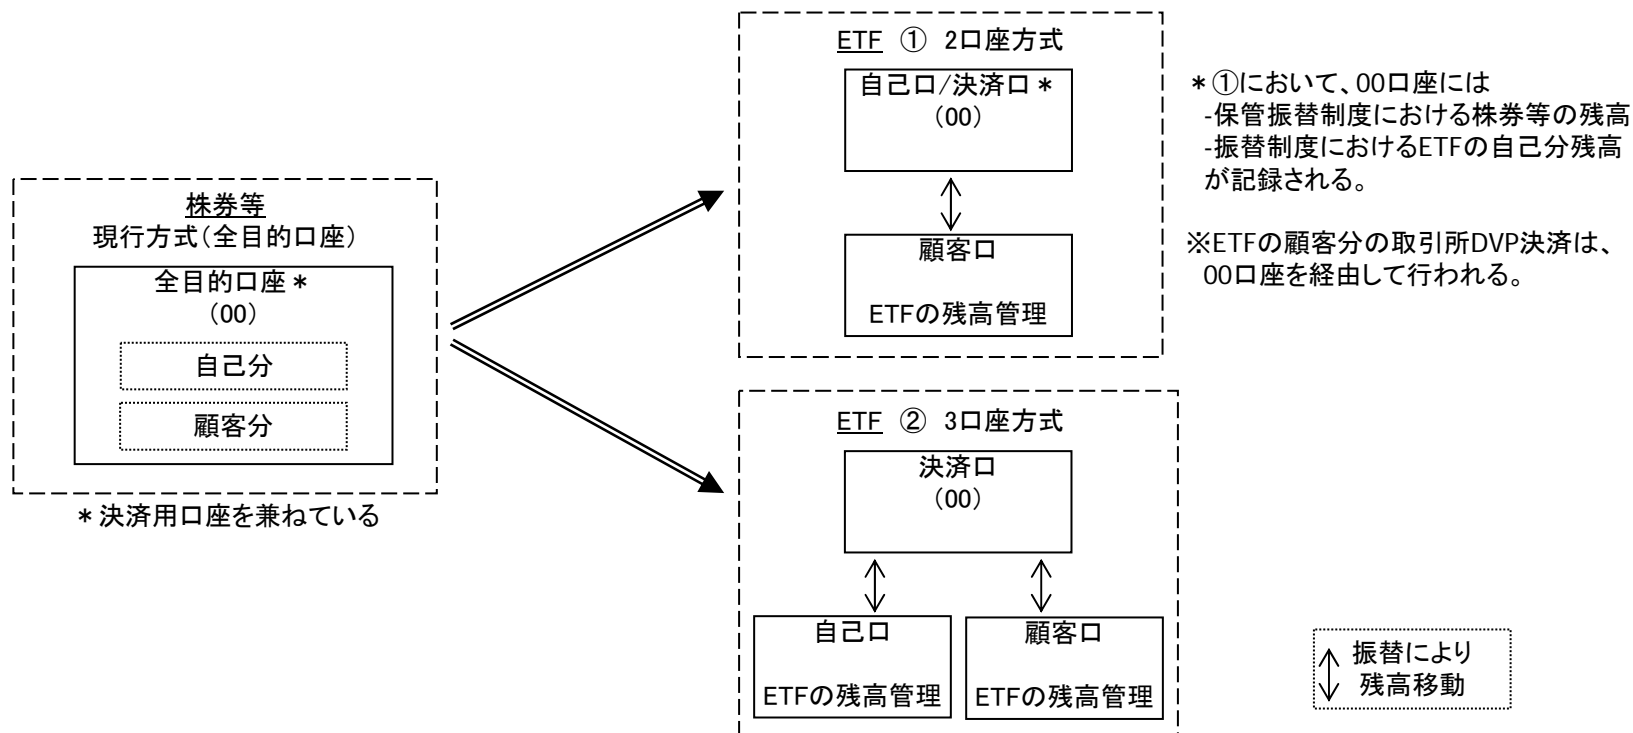 株券等
現行方式(全目的口座)
全目的口座*
(00)
自己分
顧客分
*決済用口座を兼ねている
ETF ① 2口座方式
自己口/決済口*
(00)
顧客口
ETFの残高管理
*①において、00口座には
-保管振替制度における株券等の残高
-振替制度におけるETFの自己分残高
が記録される。
※ETFの顧客分の取引所DVP決済は、
00口座を経由して行われる。
ETF ② 3口座方式
決済口
(00)
自己口
ETFの残高管理
顧客口
ETFの残高管理
振替により
残高移動